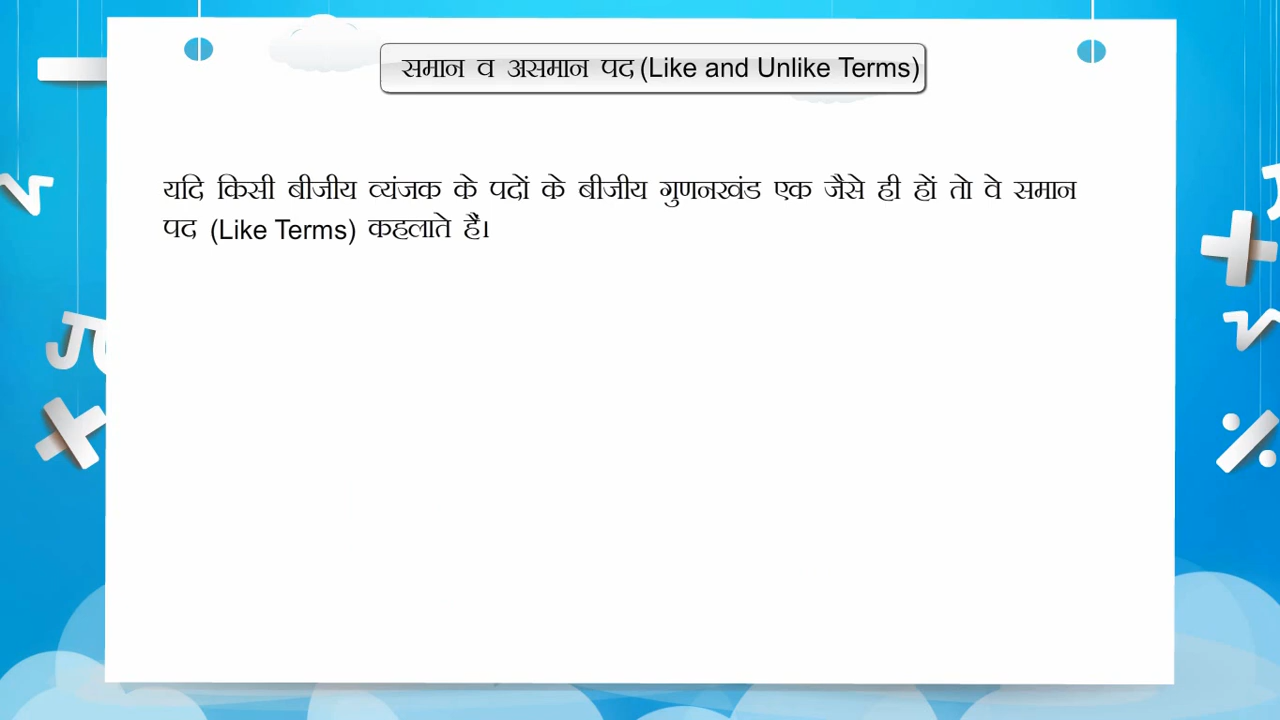 समान व असमान पद (Like and Unlike Terms)
यदि किसी बीजीय व्यंजक के पदों के बीजीय गुणनखंड एक जैसे ही हों तो वे समान
पद (Like Terms) कहलाते हैं।